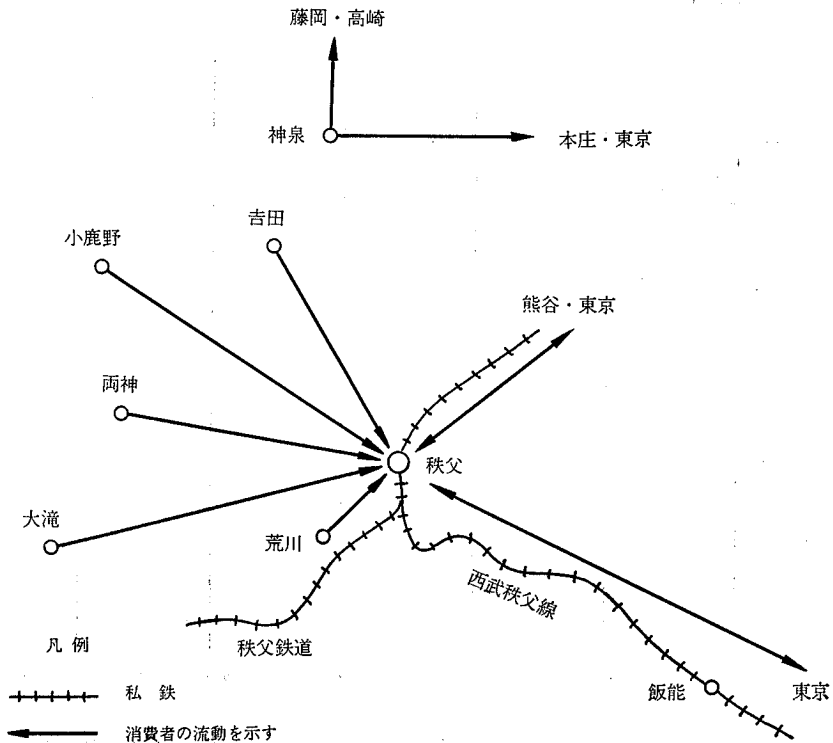 藤岡・高崎
神泉
本庄・東京
吉田
小鹿野
熊谷・東京
両神
秩父
大滝
荒川
西武秩父線
凡例
秩父鉄道
私鉄
飯能
東京
消費者の流動を示す